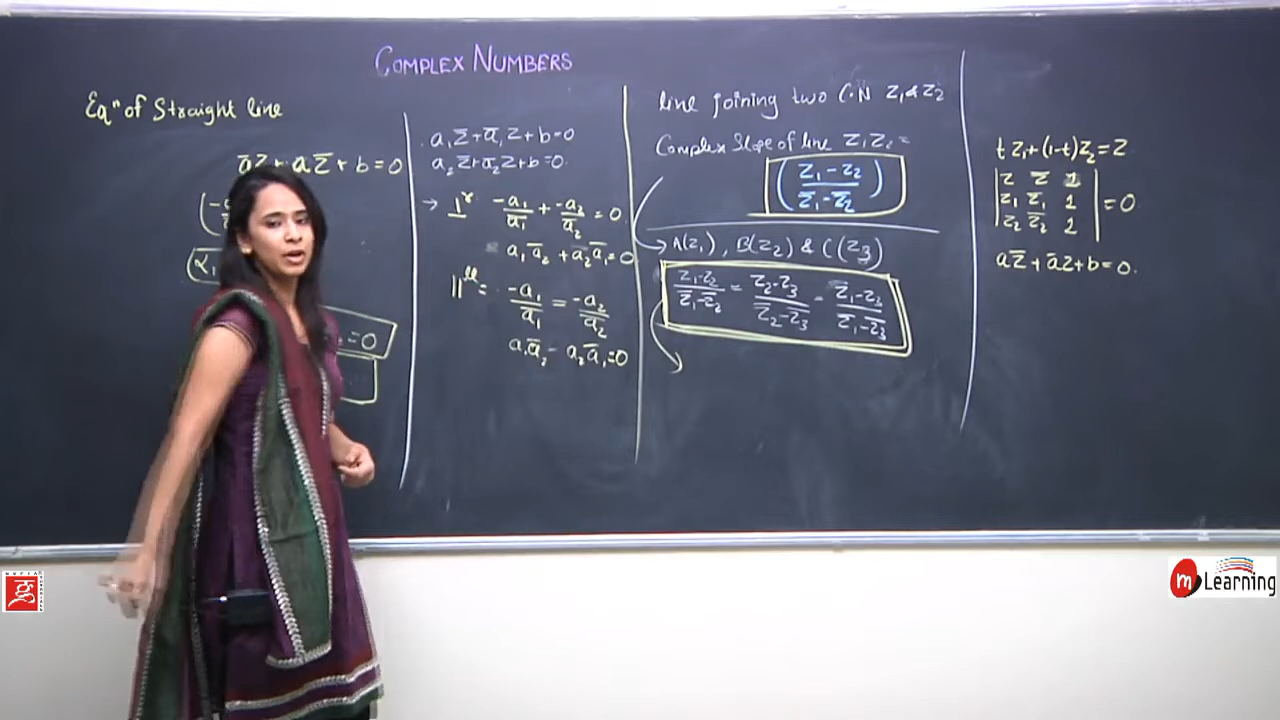 COMPLEX NUMBERS
Eqⁿ of Straight line
āz + az̄ + b = 0
= 0
a₁z̄ + ā₁z + b = 0
a₂z̄ + ā₂z + b = 0
→ ⊥ʳ -a₁/ā₁ + -a₂/ā₂ = 0
a₁ā₂ + a₂ā₁ = 0
||ˡˡ = -a₁/ā₁ = -a₂/ā₂
a₁ā₂ - a₂ā₁ = 0
line joining two C.N z₁ & z₂
Complex Slope of line z₁z₂ =
(z₁ - z₂ / z̄₁ - z̄₂)
A(z₁), B(z₂) & C(z₃)
z₁-z₂ / z̄₁-z̄₂ = z₂-z₃ / z̄₂-z̄₃ = z₁-z₃ / z̄₁-z̄₃
tz₁ + (1-t)z₂ = z
| z z̄ 1 |
| z₁ z̄₁ 1 | = 0
| z₂ z̄₂ 1 |
az̄ + āz + b = 0.
m Learning